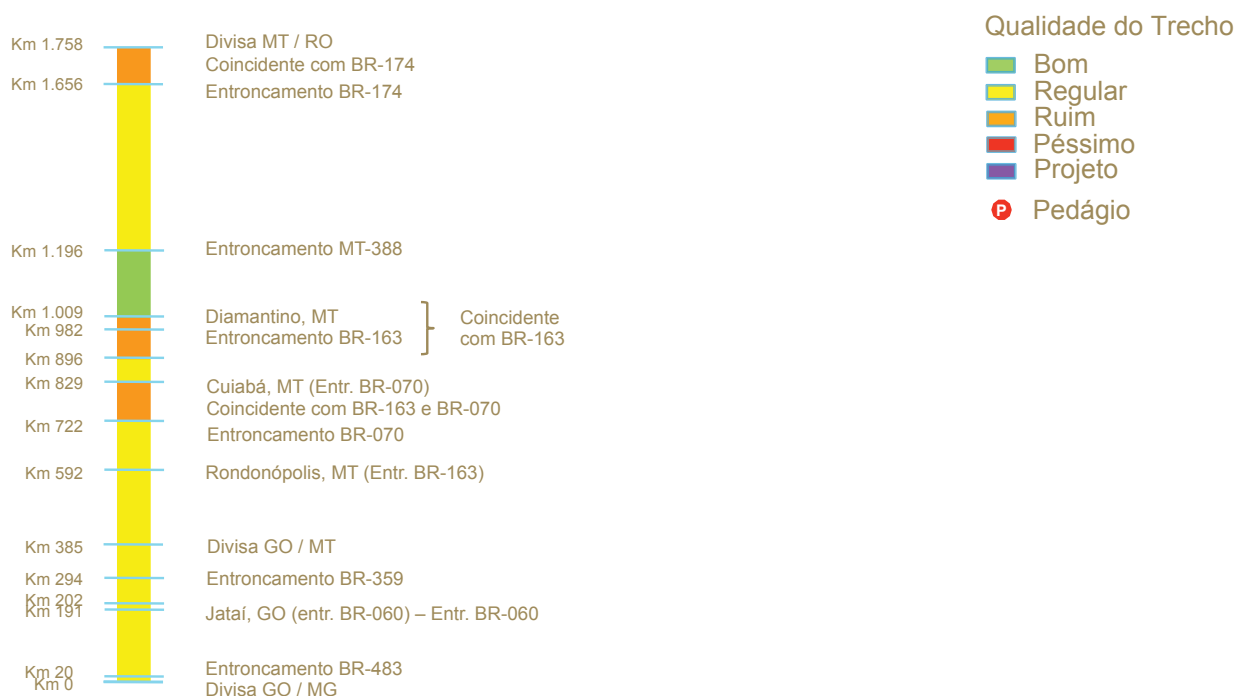 Qualidade do Trecho
Bom
Regular
Ruim
Péssimo
Projeto
P Pedágio
Km 1.758 Divisa MT / RO
Coincidente com BR-174
Km 1.656 Entroncamento BR-174
Km 1.196 Entroncamento MT-388
Km 1.009 Diamantino, MT
Km 982 Entroncamento BR-163
Coincidente
com BR-163
Km 896
Km 829 Cuiabá, MT (Entr. BR-070)
Coincidente com BR-163 e BR-070
Km 722 Entroncamento BR-070
Km 592 Rondonópolis, MT (Entr. BR-163)
Km 385 Divisa GO / MT
Km 294 Entroncamento BR-359
Km 202
Km 191 Jataí, GO (entr. BR-060) – Entr. BR-060
Km 20 Entroncamento BR-483
Km 0 Divisa GO / MG